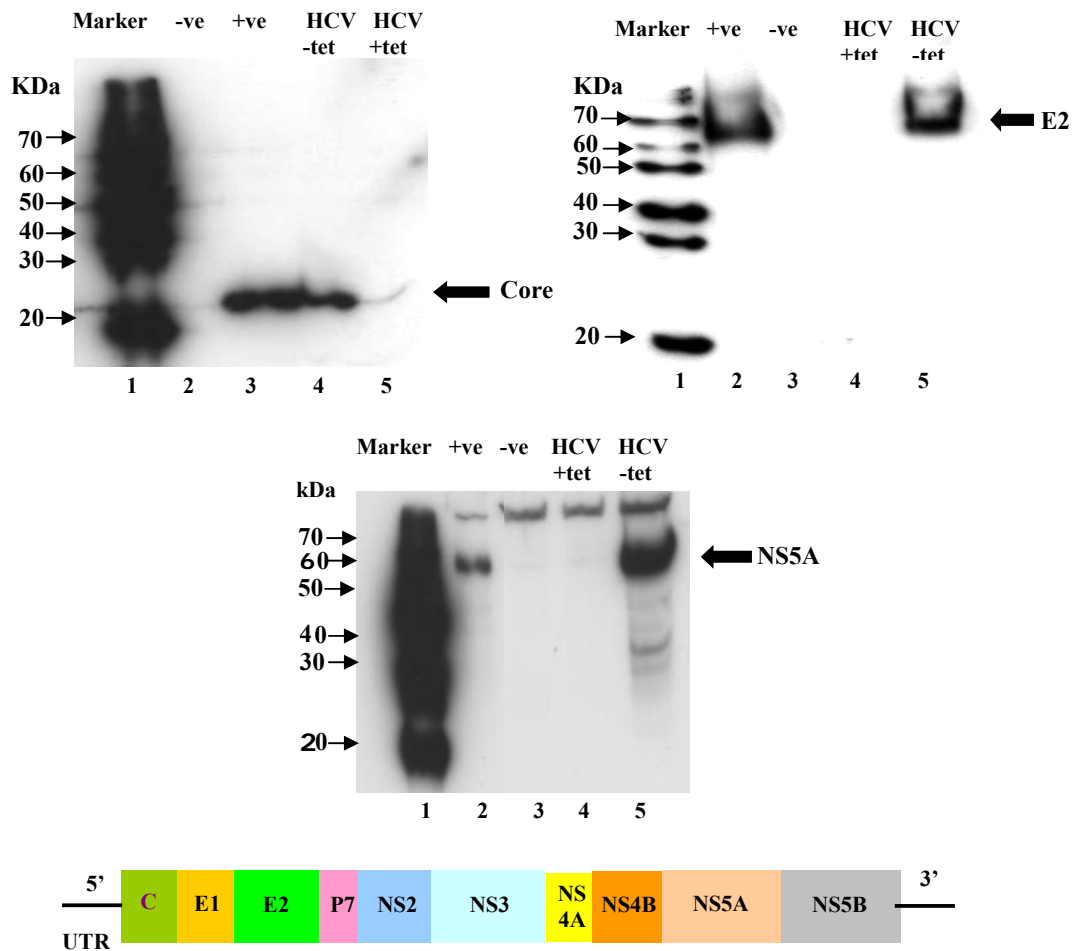 Marker -ve +ve HCV HCV
-tet +tet
KDa
70
60
50
40
30
20
Core
1 2 3 4 5
Marker +ve -ve HCV HCV
+tet -tet
KDa
70
60
50
40
30
20
E2
1 2 3 4 5
Marker +ve -ve HCV HCV
+tet -tet
kDa
70
60
50
40
30
20
NS5A
1 2 3 4 5
5’ C E1 E2 P7 NS2 NS3 NS 4A NS4B NS5A NS5B 3’
UTR